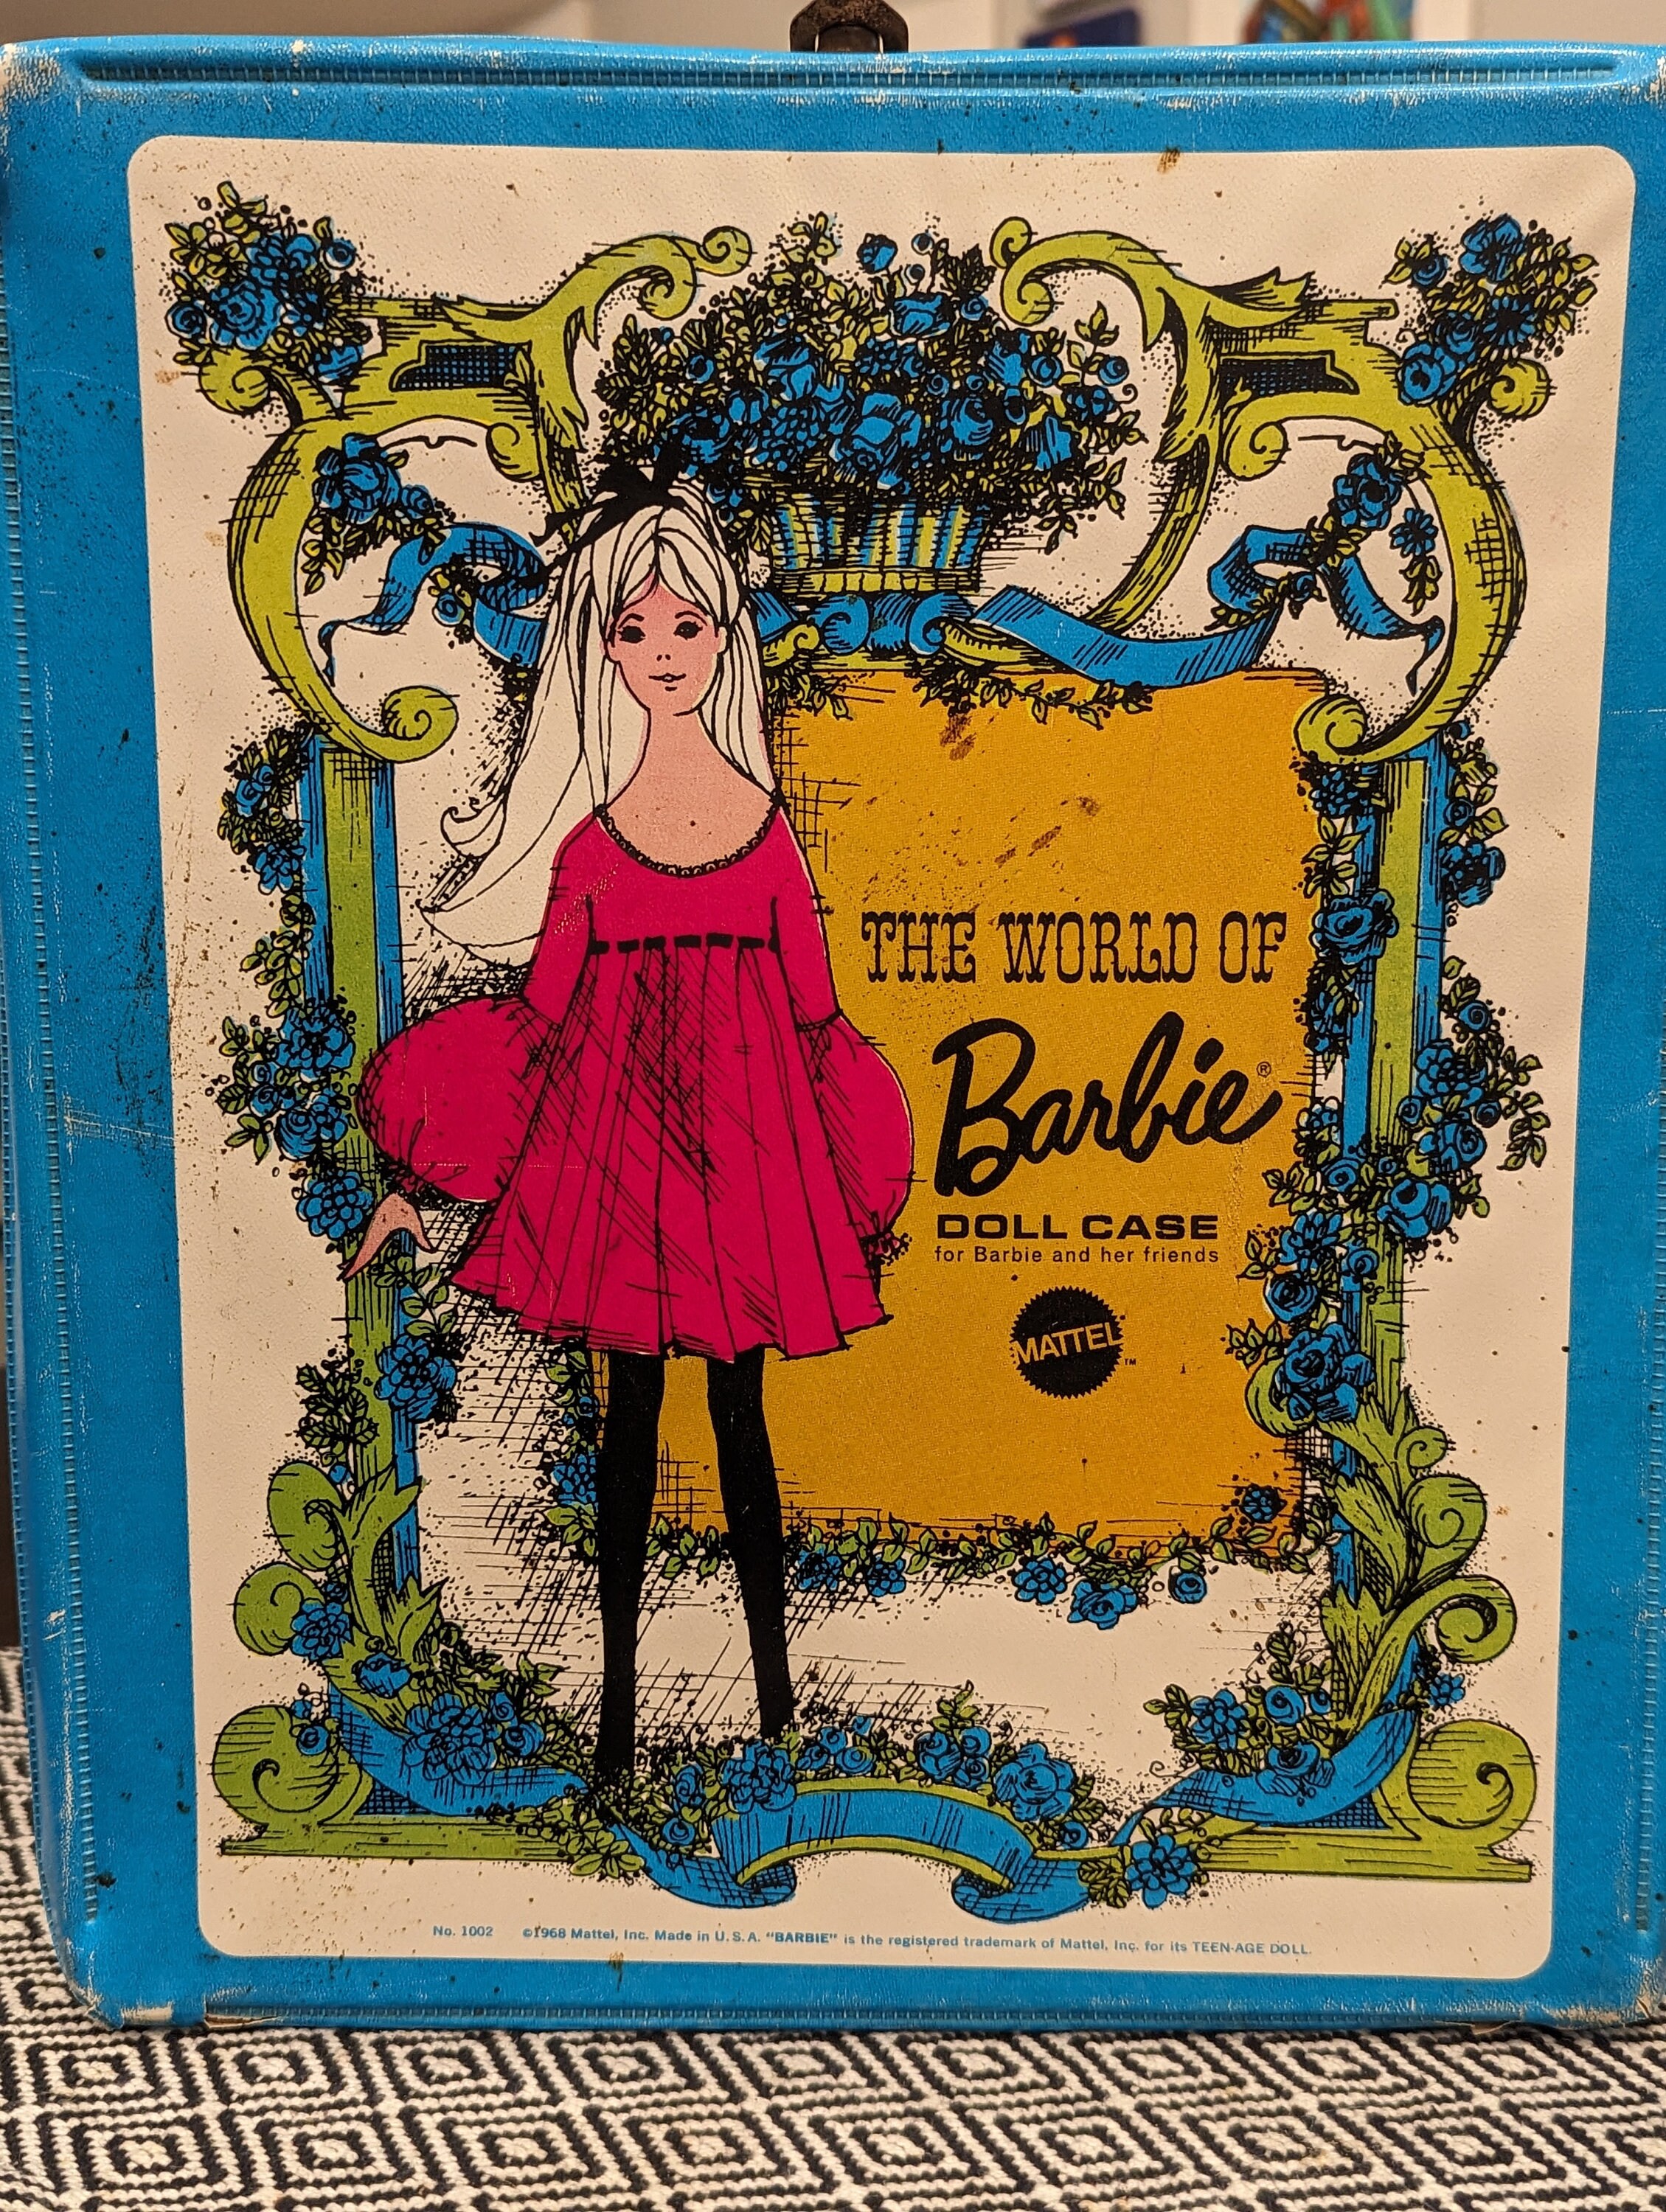 THE WORLD OF
Barbie®
DOLL CASE
for Barbie and her friends
MATTEL™
No. 1002 ©1968 Mattel, Inc. Made in U.S.A. "BARBIE" is the registered trademark of Mattel, Inc. for its TEEN-AGE DOLL.